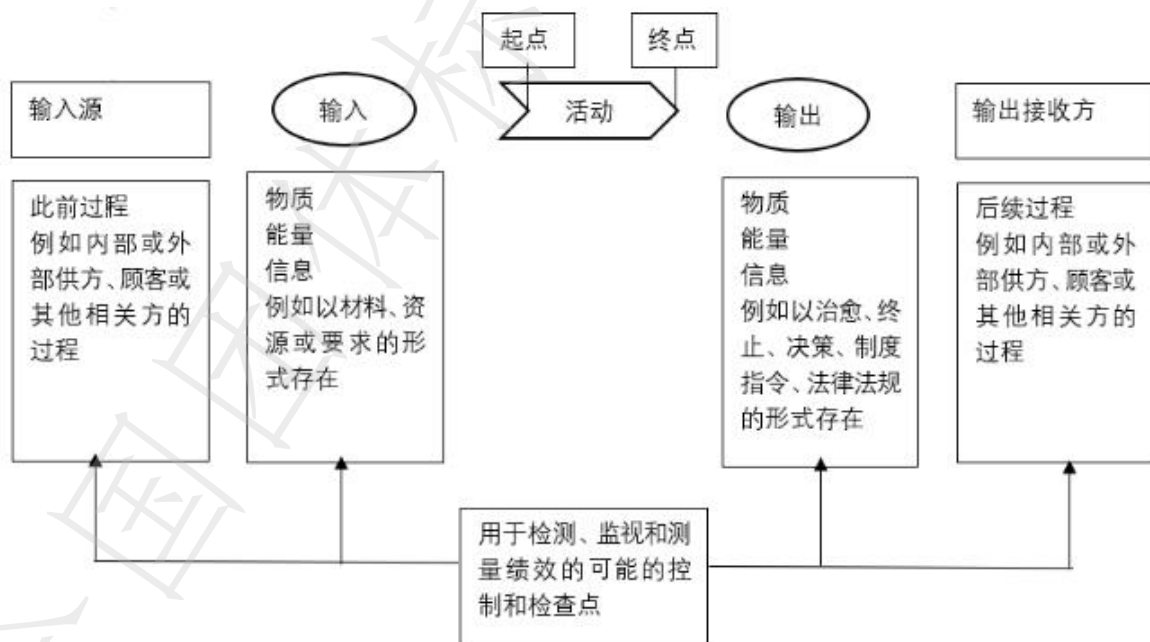 起点
终点
输入源
输入
活动
输出
输出接收方
此前过程
例如内部或外
部供方、顾客或
其他相关方的
过程
物质
能量
信息
例如以材料、资
源或要求的形
式存在
物质
能量
信息
例如以治愈、终
止、决策、制度
指令、法律法规
的形式存在
后续过程
例如内部或外
部供方、顾客或
其他相关方的
过程
用于检测、监视和测
量绩效的可能的控
制和检查点